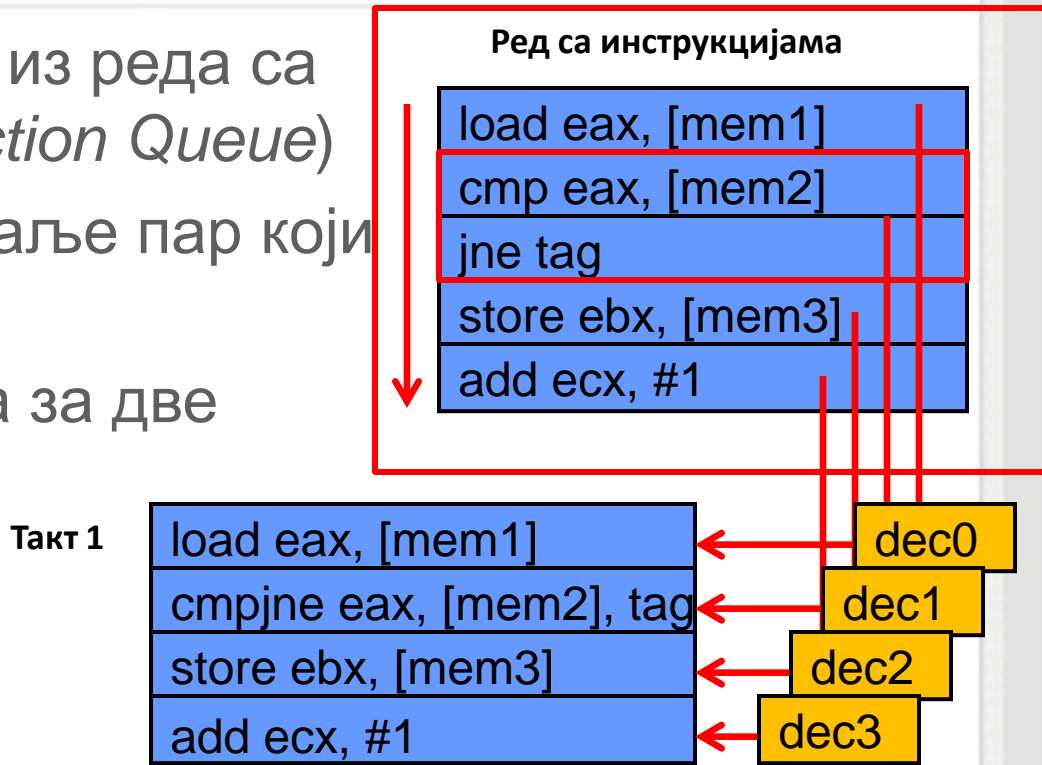 из реда са
ction Queue)
аље пар који
а за две
Ред са инструкцијама
load eax, [mem1]
cmp eax, [mem2]
jne tag
store ebx, [mem3]
add ecx, #1
Такт 1
load eax, [mem1]
cmpjne eax, [mem2], tag
store ebx, [mem3]
add ecx, #1
dec0
dec1
dec2
dec3